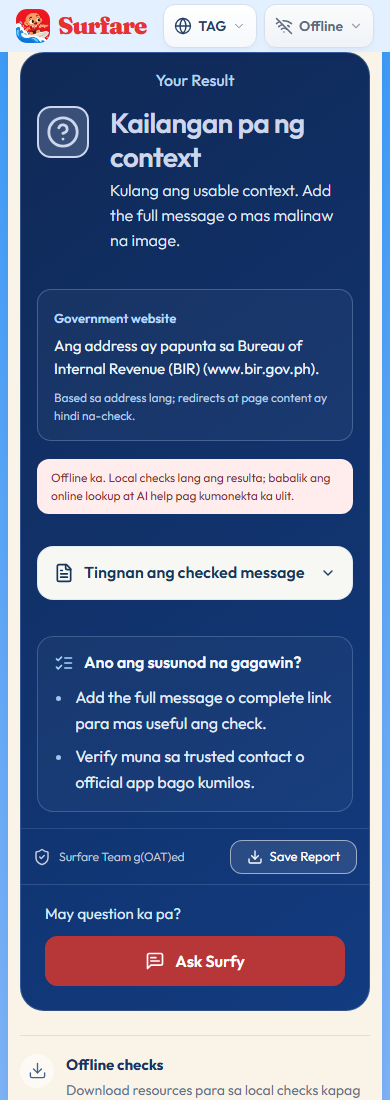 Surfare
TAG
Offline
Your Result
Kailangan pa ng
context
Kulang ang usable context. Add
the full message o mas malinaw
na image.
Government website
Ang address ay papunta sa Bureau of
Internal Revenue (BIR) (www.bir.gov.ph).
Based sa address lang; redirects at page content ay
hindi na-check.
Offline ka. Local checks lang ang resulta; babalik ang
online lookup at AI help pag kumonekta ka ulit.
Tingnan ang checked message
Ano ang susunod na gagawin?
• Add the full message o complete link
para mas useful ang check.
• Verify muna sa trusted contact o
official app bago kumilos.
Surfare Team g(OAT)ed
Save Report
May question ka pa?
Ask Surfy
Offline checks
Download resources para sa local checks kapag